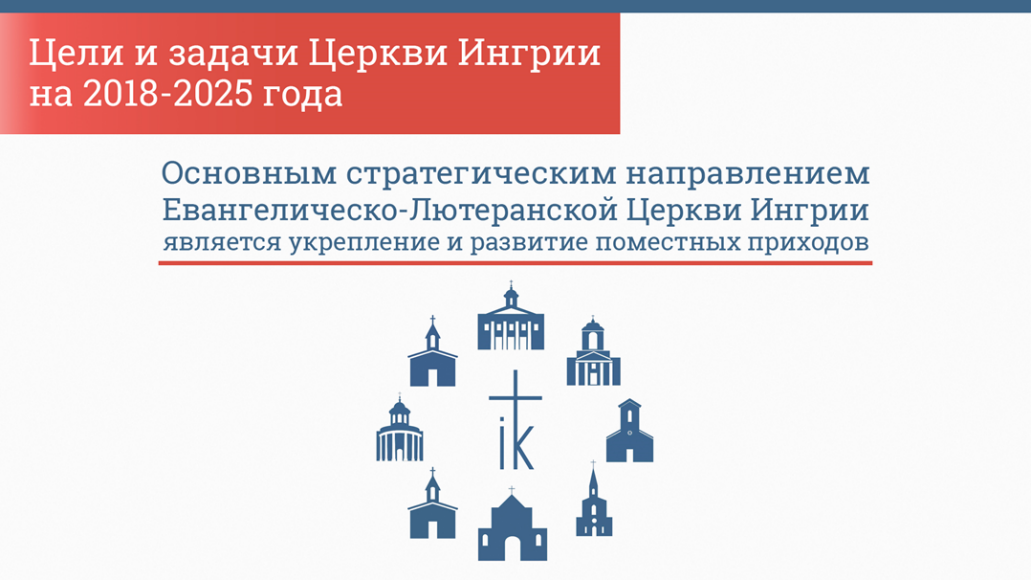 Цели и задачи Церкви Ингрии
на 2018-2025 года
Основным стратегическим направлением
Евангелическо-Лютеранской Церкви Ингрии
является укрепление и развитие поместных приходов
ik